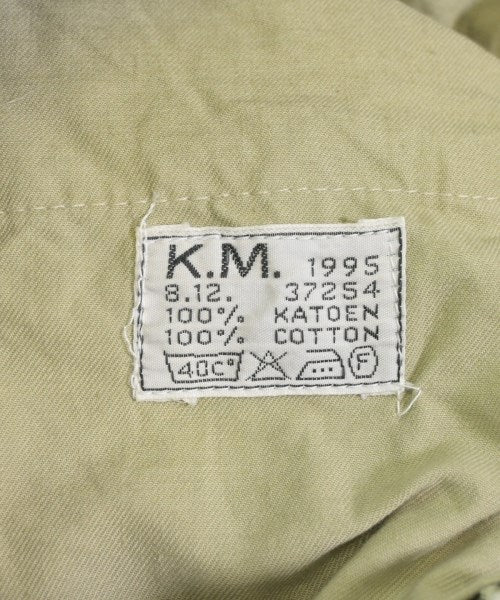 K.M. 1995
8.12. 37254
100% KATOEN
100% COTTON
40C° F